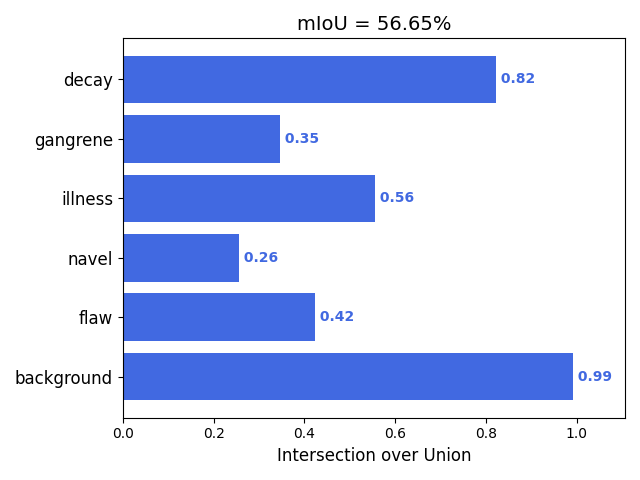 mIoU = 56.65%
decay 0.82
gangrene 0.35
illness 0.56
navel 0.26
flaw 0.42
background 0.99
0.0 0.2 0.4 0.6 0.8 1.0
Intersection over Union